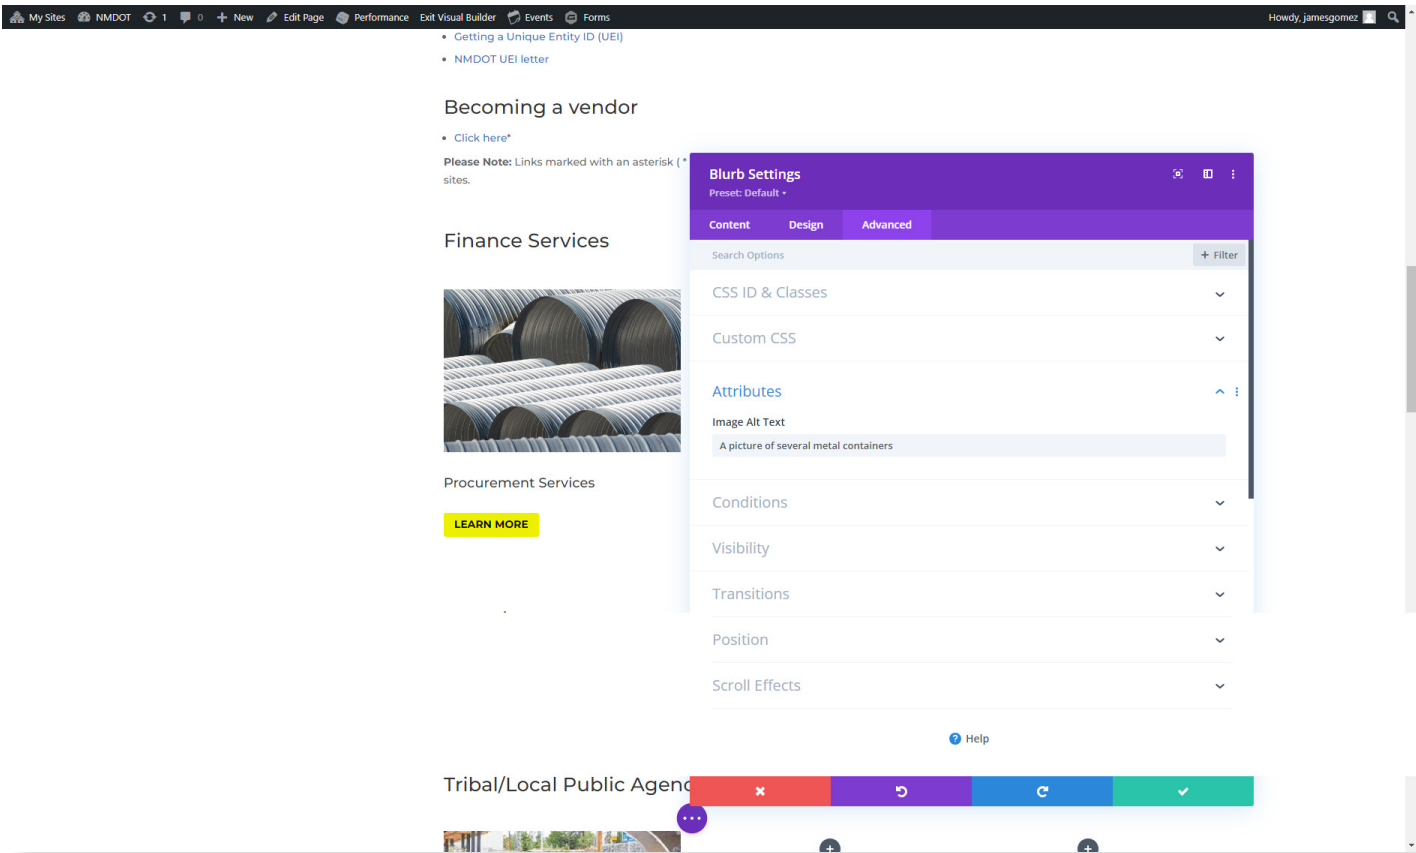 My Sites NMDOT 1 0 + New Edit Page Performance Exit Visual Builder Events Forms Howdy, jamesgomez
• Getting a Unique Entity ID (UEI)
• NMDOT UEI letter
Becoming a vendor
• Click here*
Please Note: Links marked with an asterisk ( *
sites.
Finance Services
Procurement Services
LEARN MORE
Blurb Settings
Preset: Default
Content Design Advanced
Search Options + Filter
CSS ID & Classes
Custom CSS
Attributes
Image Alt Text
A picture of several metal containers
Conditions
Visibility
Transitions
Position
Scroll Effects
? Help
Tribal/Local Public Agenc